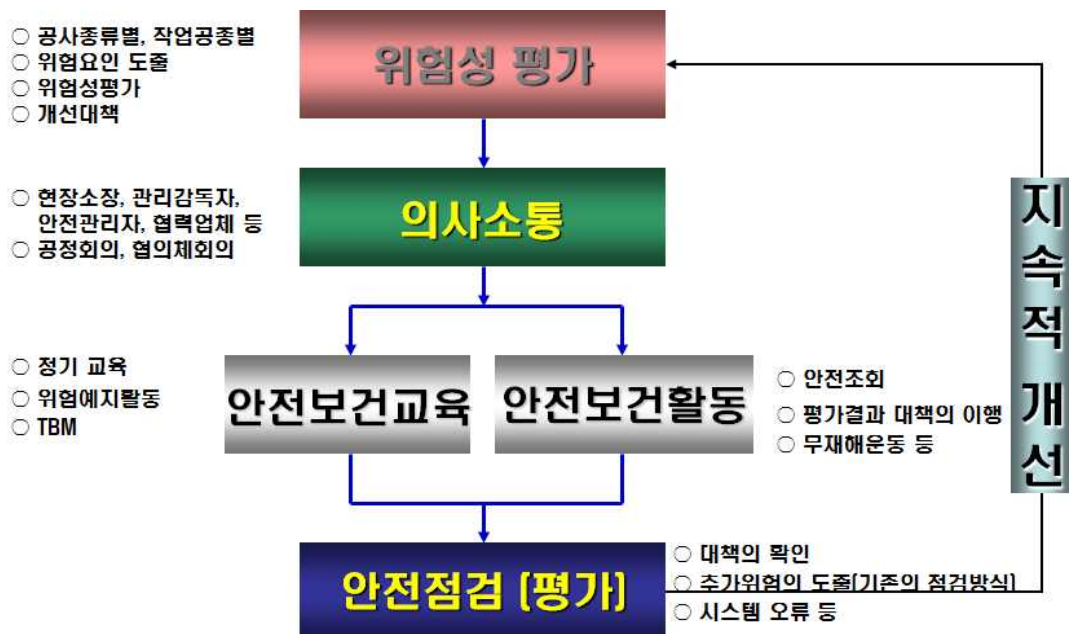 ○ 공사종류별, 작업공종별
○ 위험요인 도출
○ 위험성평가
○ 개선대책
위험성 평가
○ 현장소장, 관리감독자,
안전관리자, 협력업체 등
○ 공정회의, 협의체회의
의사소통
○ 정기 교육
○ 위험예지활동
○ TBM
안전보건교육
안전보건활동
○ 안전조회
○ 평가결과 대책의 이행
○ 무재해운동 등
안전점검 (평가)
○ 대책의 확인
○ 추가위험의 도출(기존의 점검방식)
○ 시스템 오류 등
지속적 개선